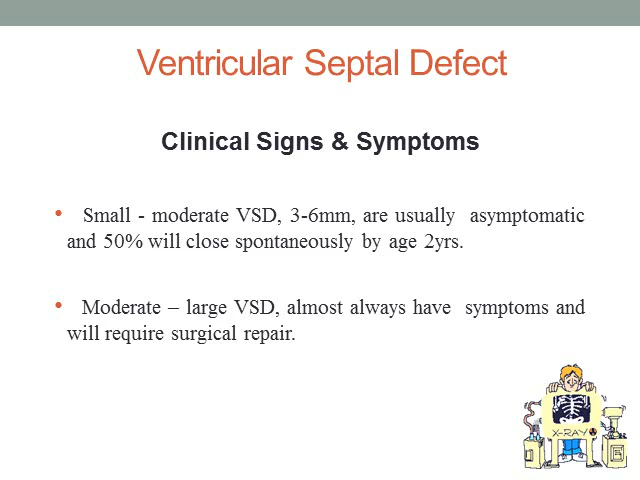 Ventricular Septal Defect
Clinical Signs & Symptoms
• Small - moderate VSD, 3-6mm, are usually asymptomatic
and 50% will close spontaneously by age 2yrs.
• Moderate – large VSD, almost always have symptoms and
will require surgical repair.
X-RAY